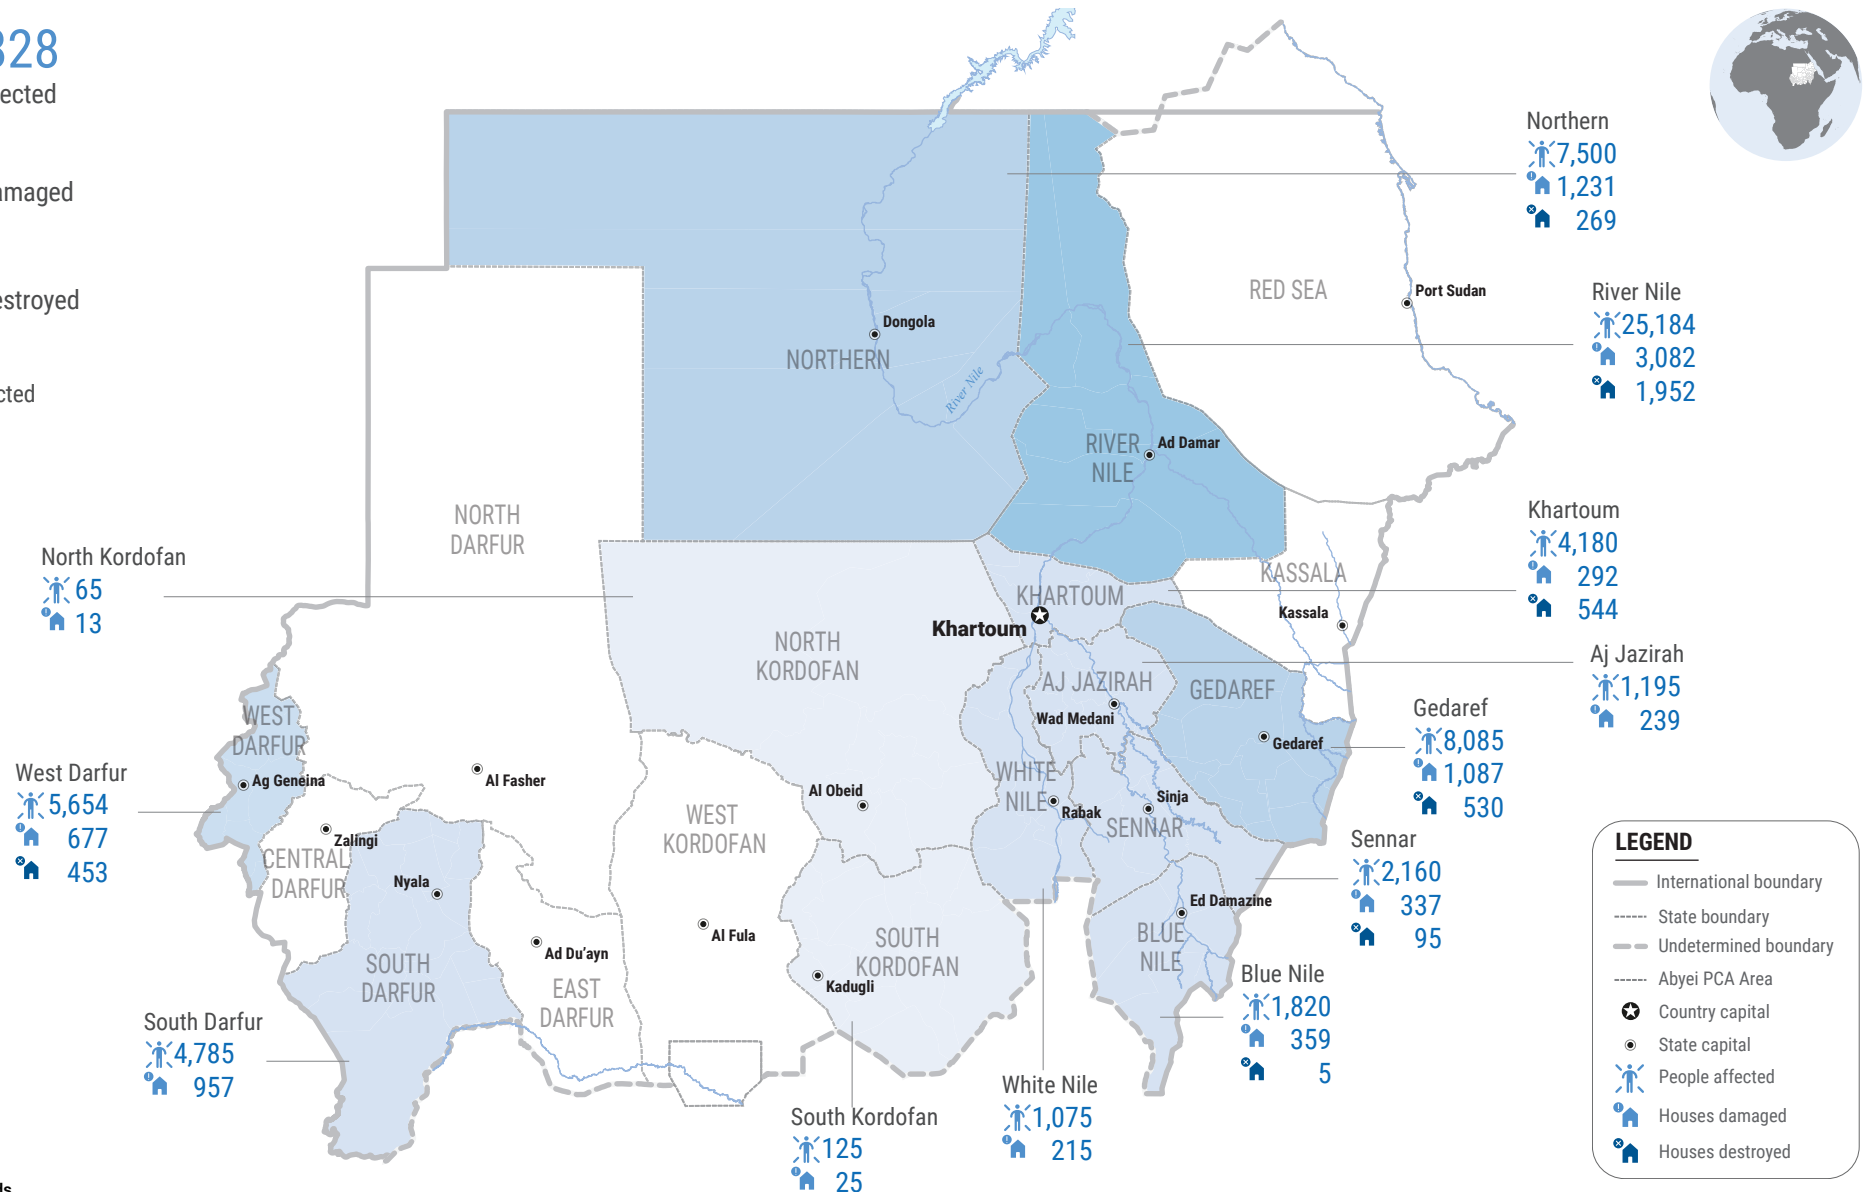 328
ected
amaged
estroyed
cted
Northern
7,500
1,231
269
River Nile
25,184
3,082
1,952
RED SEA
Port Sudan
Dongola
NORTHERN
River Nile
RIVER
NILE
Ad Damar
NORTH
DARFUR
Khartoum
4,180
292
544
KASSALA
Kassala
North Kordofan
65
13
KHARTOUM
Khartoum
NORTH
KORDOFAN
Aj Jazirah
1,195
239
AJ JAZIRAH
Wad Medani
GEDAREF
Gedaref
Gedaref
8,085
1,087
530
WEST
DARFUR
Ag Geneina
West Darfur
5,654
677
453
Al Fasher
Zalingi
CENTRAL
DARFUR
Nyala
WEST
KORDOFAN
Al Obeid
WHITE
NILE
Rabak
Sinja
SENNAR
Sennar
2,160
337
95
Ed Damazine
BLUE
NILE
Blue Nile
1,820
359
5
SOUTH
DARFUR
Ad Du’ayn
EAST
DARFUR
Al Fula
SOUTH
KORDOFAN
Kadugli
South Darfur
4,785
957
South Kordofan
125
25
White Nile
1,075
215
LEGEND
International boundary
State boundary
Undetermined boundary
Abyei PCA Area
Country capital
State capital
People affected
Houses damaged
Houses destroyed